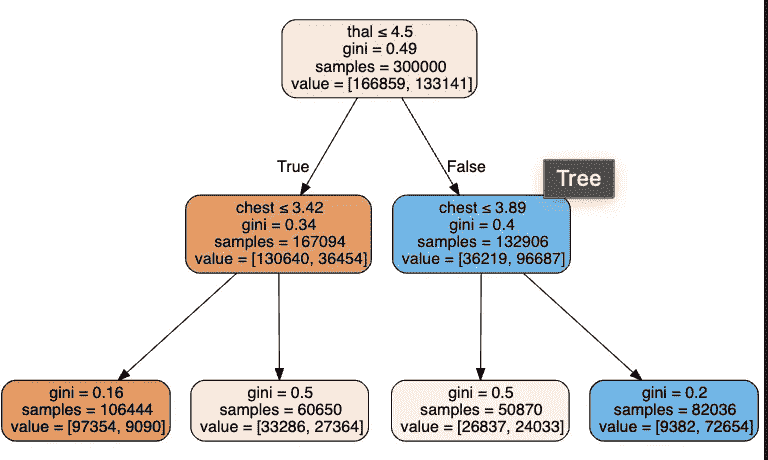 thal ≤ 4.5
gini = 0.49
samples = 300000
value = [166859, 133141]
True
False
Tree
chest ≤ 3.42
gini = 0.34
samples = 167094
value = [130640, 36454]
chest ≤ 3.89
gini = 0.4
samples = 132906
value = [36219, 96687]
gini = 0.16
samples = 106444
value = [97354, 9090]
gini = 0.5
samples = 60650
value = [33286, 27364]
gini = 0.5
samples = 50870
value = [26837, 24033]
gini = 0.2
samples = 82036
value = [9382, 72654]